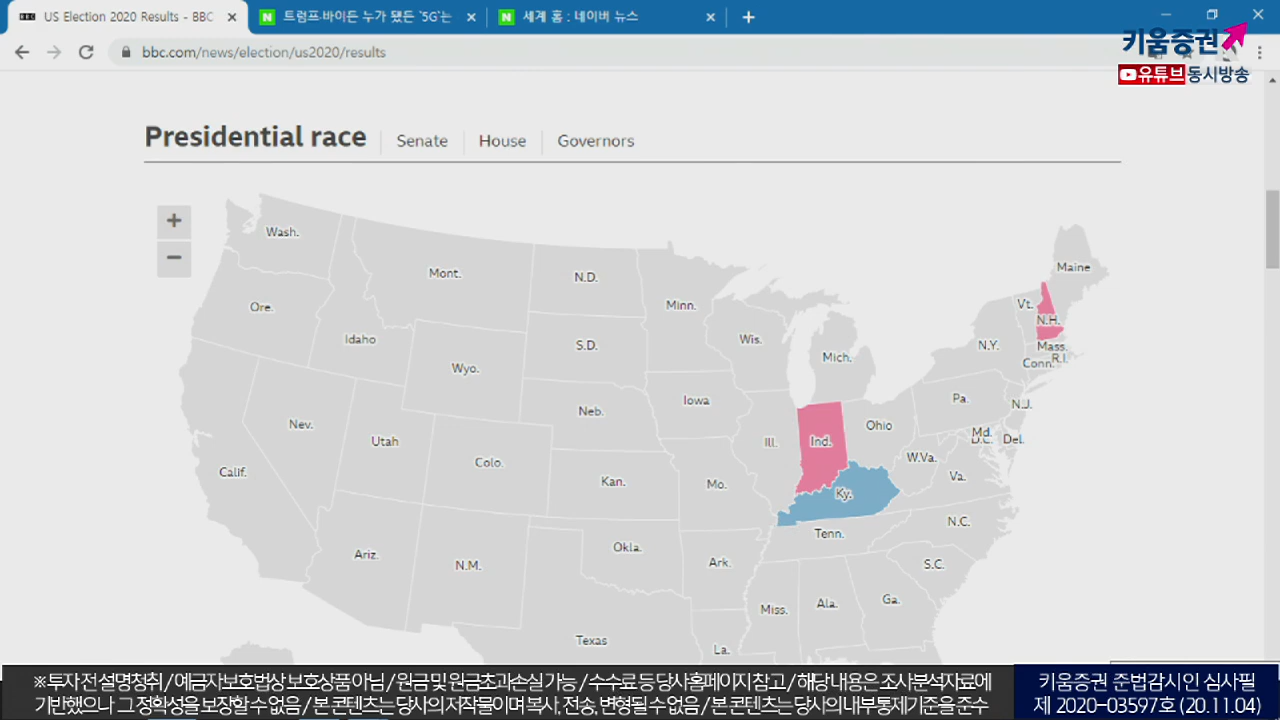 US Election 2020 Results - BBC
트럼프·바이든 누가 됐든 '5G'는
세계 홈 : 네이버 뉴스
bbc.com/news/election/us2020/results
키움증권
유튜브동시방송
Presidential race
Senate
House
Governors
+
−
Wash.
Mont.
N.D.
Minn.
Maine
Ore.
Idaho
S.D.
Wis.
Vt.
N.H.
Wyo.
Mich.
N.Y.
Mass.
R.I.
Conn.
Nev.
Utah
Neb.
Iowa
Pa.
N.J.
Calif.
Colo.
Kan.
Ill.
Ind.
Ohio
Md.
D.C.
Del.
Mo.
Ky.
W.Va.
Va.
Ariz.
N.M.
Okla.
Ark.
Tenn.
N.C.
S.C.
Texas
Miss.
Ala.
Ga.
La.
※ 투자 전 설명청취 / 예금자보호법상 보호상품 아님 / 원금 및 원금초과손실 가능 / 수수료 등 당사홈페이지 참고 / 해당 내용은 조사분석자료에
기반했으나 그 정확성을 보장할 수 없음 / 본 콘텐츠는 당사의 저작물이며 복사, 전송, 변형될 수 없음 / 본 콘텐츠는 당사의 내부통제기준을 준수
키움증권 준법감시인 심사필
제 2020-03597호 (20.11.04)